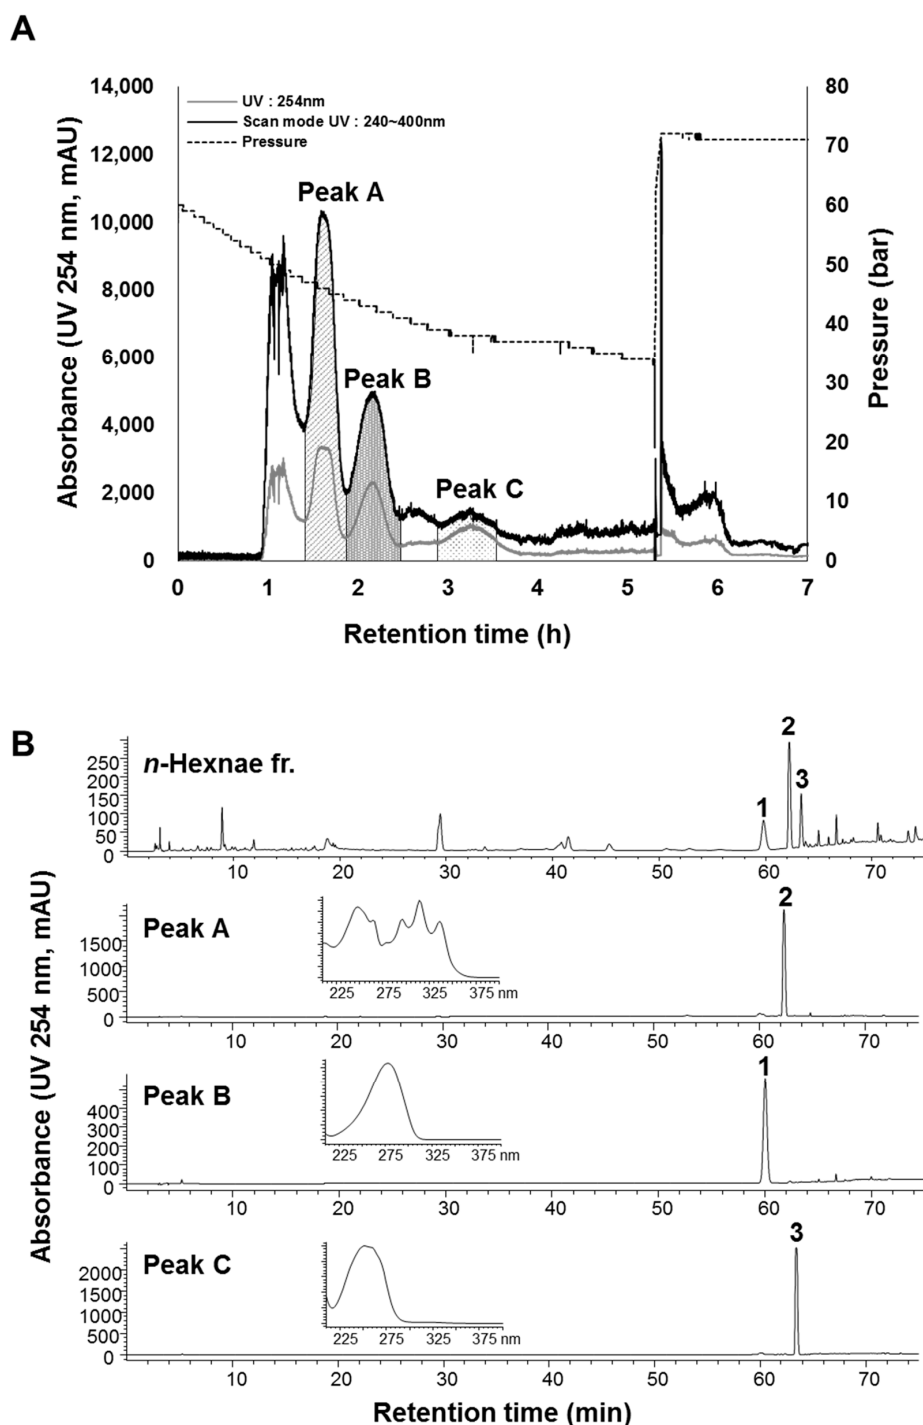 A
14,000
12,000
10,000
8,000
6,000
4,000
2,000
0
80
70
60
50
40
30
20
10
0
UV : 254nm
Scan mode UV : 240~400nm
Pressure
Peak A
Peak B
Peak C
0 1 2 3 4 5 6 7
Absorbance (UV 254 nm, mAU)
Pressure (bar)
Retention time (h)
B
n-Hexnae fr.
250
200
150
100
50
0
1
2
3
10 20 30 40 50 60 70
Peak A
1500
1000
500
0
225 275 325 375 nm
2
10 20 30 40 50 60 70
Peak B
400
300
200
100
0
225 275 325 375 nm
1
10 20 30 40 50 60 70
Peak C
2000
1500
1000
500
0
225 275 325 375 nm
3
10 20 30 40 50 60 70
Absorbance (UV 254 nm, mAU)
Retention time (min)